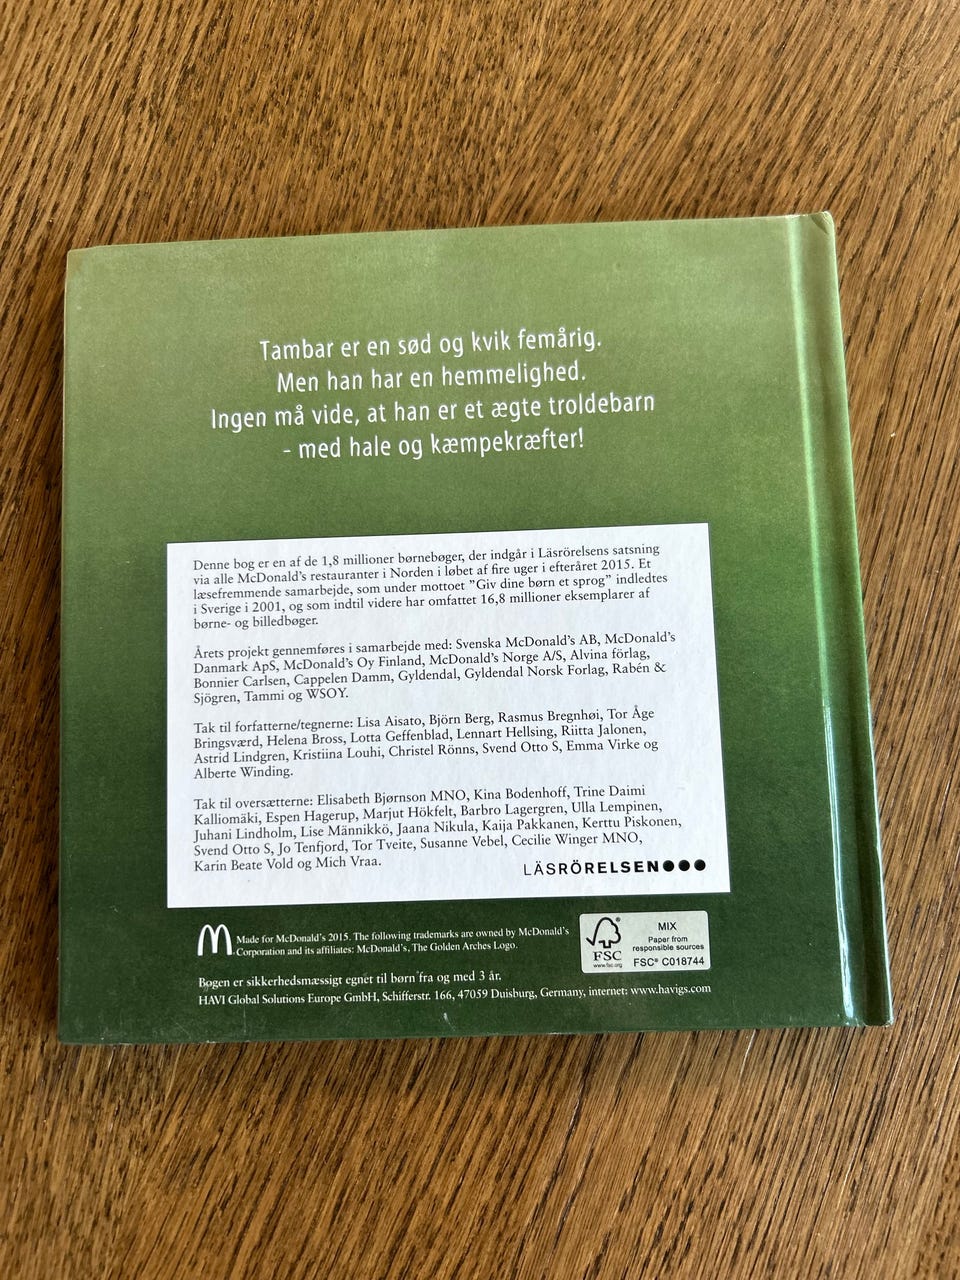 Tambar er en sød og kvik femårig.
Men han har en hemmelighed.
Ingen må vide, at han er et ægte troldebarn
- med hale og kæmpekræfter!
Denne bog er en af de 1,8 millioner børnebøger, der indgår i Läsrörelsens satsning
via alle McDonald's restauranter i Norden i løbet af fire uger i efteråret 2015. Et
læsefremmende samarbejde, som under mottoet "Giv dine børn et sprog" indledtes
i Sverige i 2001, og som indtil videre har omfattet 16,8 millioner eksemplarer af
børne- og billedbøger.
Årets projekt gennemføres i samarbejde med: Svenska McDonald's AB, McDonald's
Danmark ApS, McDonald's Oy Finland, McDonald's Norge A/S, Alvina förlag,
Bonnier Carlsen, Cappelen Damm, Gyldendal, Gyldendal Norsk Forlag, Rabén &
Sjögren, Tammi og WSOY.
Tak til forfatterne/tegnerne: Lisa Aisato, Björn Berg, Rasmus Bregnhøi, Tor Åge
Bringsværd, Helena Bross, Lotta Geffenblad, Lennart Hellsing, Riitta Jalonen,
Astrid Lindgren, Kristiina Louhi, Christel Rönns, Svend Otto S, Emma Virke og
Alberte Winding.
Tak til oversætterne: Elisabeth Bjørnson MNO, Kina Bodenhoff, Trine Daimi
Kalliomäki, Espen Hagerup, Marjut Hökfelt, Barbro Lagergren, Ulla Lempinen,
Juhani Lindholm, Lise Männikkö, Jaana Nikula, Kaija Pakkanen, Kerttu Piskonen,
Svend Otto S, Jo Tenfjord, Tor Tveite, Susanne Vebel, Cecilie Winger MNO,
Karin Beate Vold og Mich Vraa.
LÄSRÖRELSEN
Made for McDonald's 2015. The following trademarks are owned by McDonald's
Corporation and its affiliates: McDonald's, The Golden Arches Logo.
FSC
www.fsc.org
MIX
Paper from
responsible sources
FSC® C018744
Bogen er sikkerhedsmæssigt egnet til børn fra og med 3 år.
HAVI Global Solutions Europe GmbH, Schifferstr. 166, 47059 Duisburg, Germany, internet: www.havigs.com